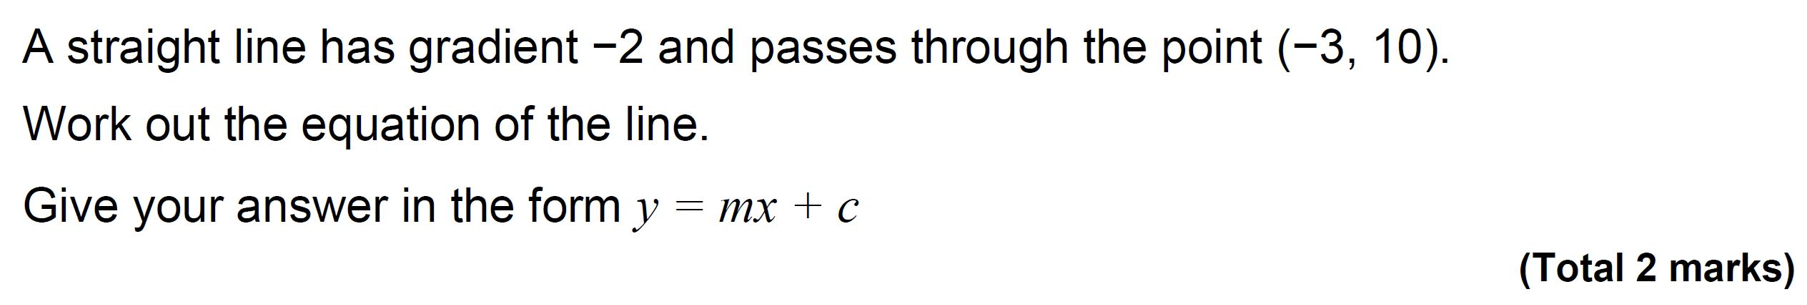 A straight line has gradient −2 and passes through the point (−3, 10).
Work out the equation of the line.
Give your answer in the form y = mx + c
(Total 2 marks)